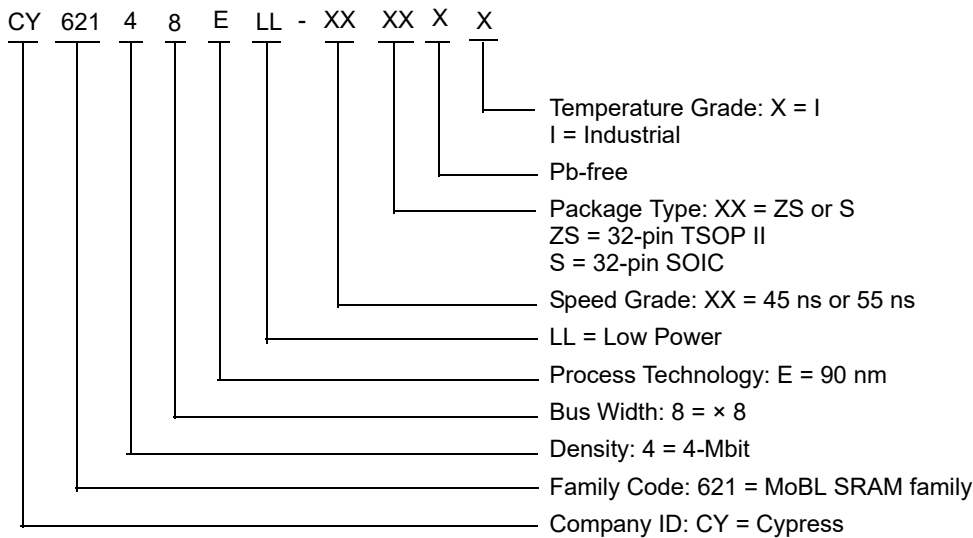 CY 621 4 8 E LL - XX XX X X
Temperature Grade: X = I
I = Industrial
Pb-free
Package Type: XX = ZS or S
ZS = 32-pin TSOP II
S = 32-pin SOIC
Speed Grade: XX = 45 ns or 55 ns
LL = Low Power
Process Technology: E = 90 nm
Bus Width: 8 = × 8
Density: 4 = 4-Mbit
Family Code: 621 = MoBL SRAM family
Company ID: CY = Cypress